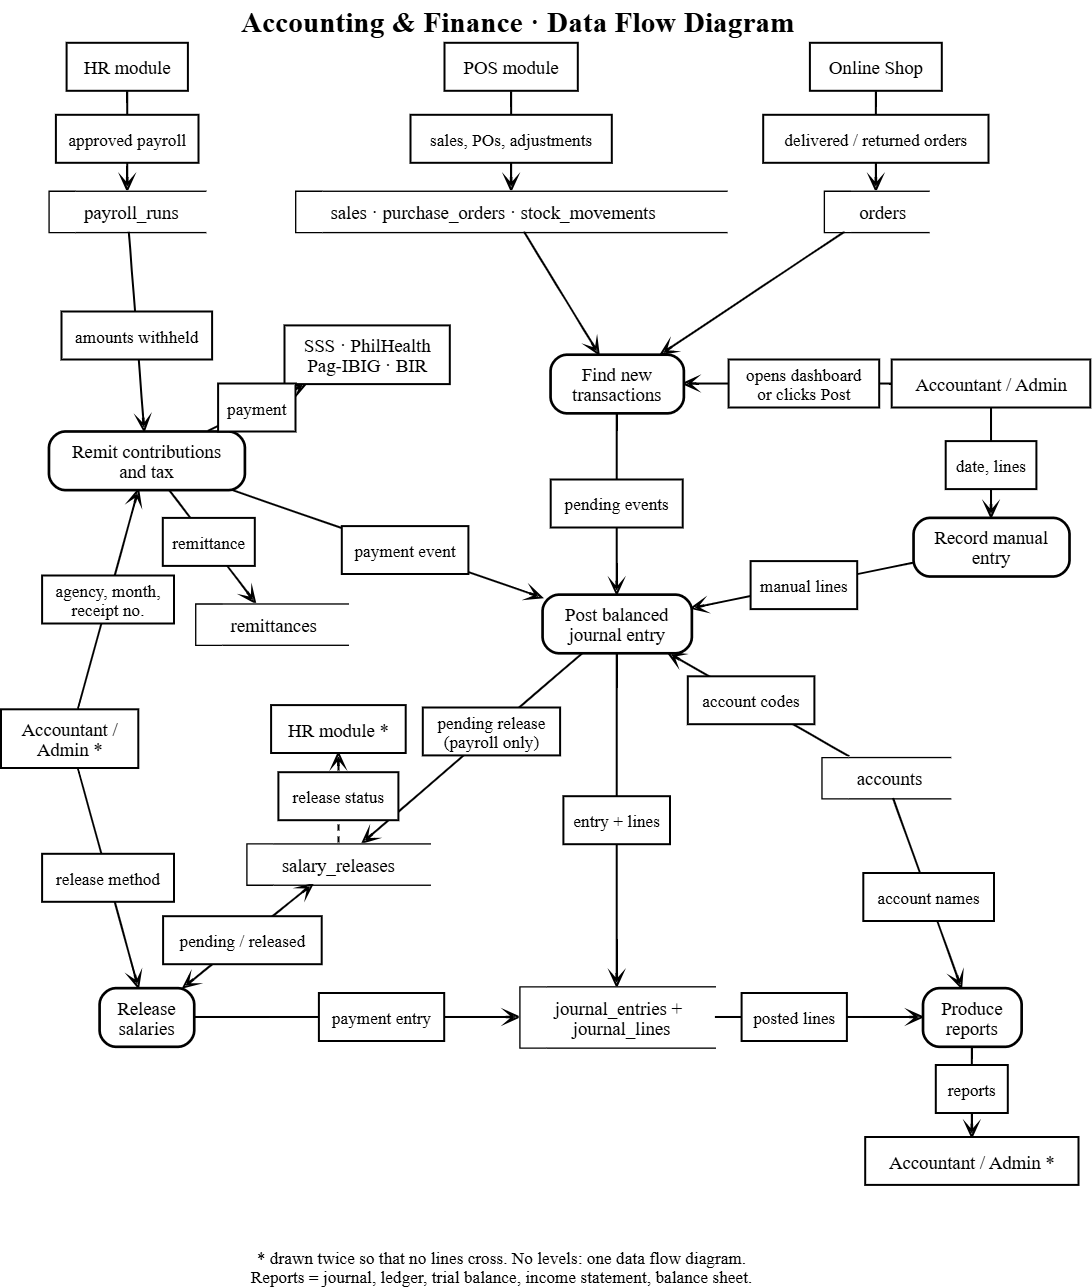 Accounting & Finance · Data Flow Diagram
HR module
POS module
Online Shop
approved payroll
sales, POs, adjustments
delivered / returned orders
payroll_runs
sales · purchase_orders · stock_movements
orders
amounts withheld
SSS · PhilHealth
Pag-IBIG · BIR
payment
Find new
transactions
opens dashboard
or clicks Post
Accountant / Admin
Remit contributions
and tax
date, lines
pending events
remittance
payment event
Record manual
entry
agency, month,
receipt no.
manual lines
remittances
Post balanced
journal entry
account codes
Accountant /
Admin *
HR module *
pending release
(payroll only)
accounts
release status
entry + lines
salary_releases
release method
account names
pending / released
Release
salaries
payment entry
journal_entries +
journal_lines
posted lines
Produce
reports
reports
Accountant / Admin *
* drawn twice so that no lines cross. No levels: one data flow diagram.
Reports = journal, ledger, trial balance, income statement, balance sheet.